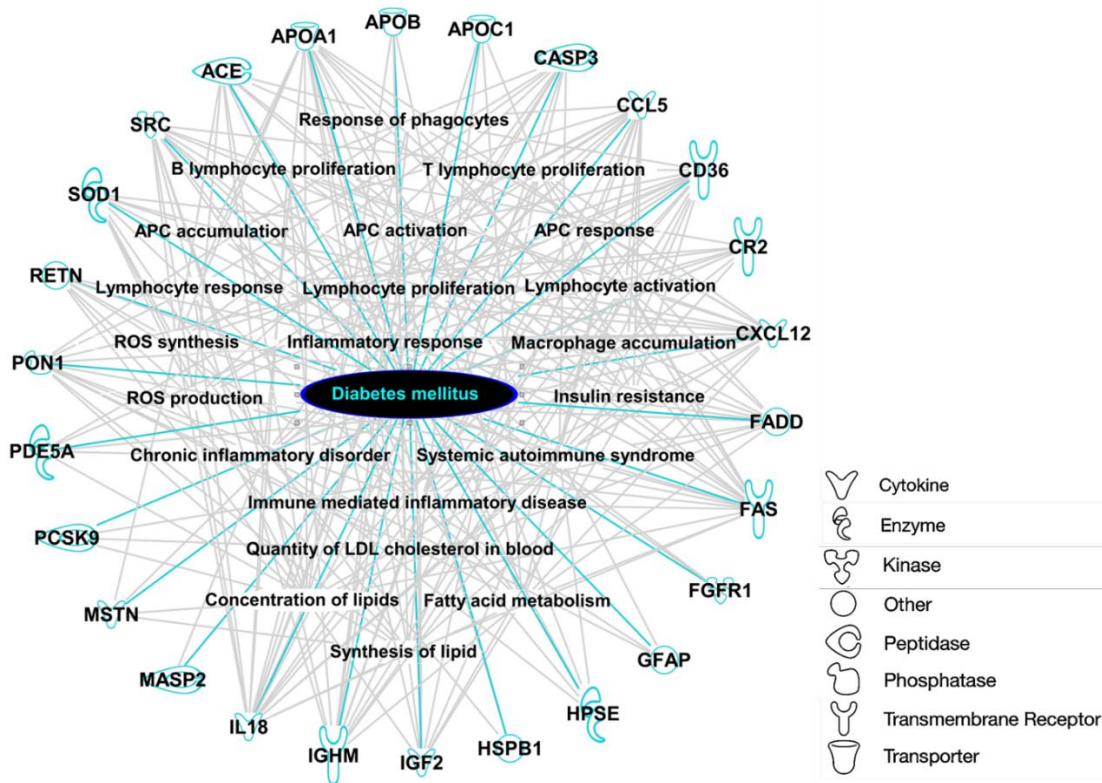 APOB
APOA1
APOC1
ACE
CASP3
SRC
Response of phagocytes
CCL5
B lymphocyte proliferation
T lymphocyte proliferation
CD36
SOD1
APC accumulation
APC activation
APC response
CR2
RETN
Lymphocyte response
Lymphocyte proliferation
Lymphocyte activation
ROS synthesis
Inflammatory response
Macrophage accumulation
CXCL12
PON1
ROS production
Diabetes mellitus
Insulin resistance
FADD
PDE5A
Chronic inflammatory disorder
Systemic autoimmune syndrome
Immune mediated inflammatory disease
FAS
PCSK9
Quantity of LDL cholesterol in blood
Concentration of lipids
Fatty acid metabolism
FGFR1
MSTN
Synthesis of lipid
GFAP
MASP2
HPSE
IL18
IGHM
IGF2
HSPB1
Cytokine
Enzyme
Kinase
Other
Peptidase
Phosphatase
Transmembrane Receptor
Transporter